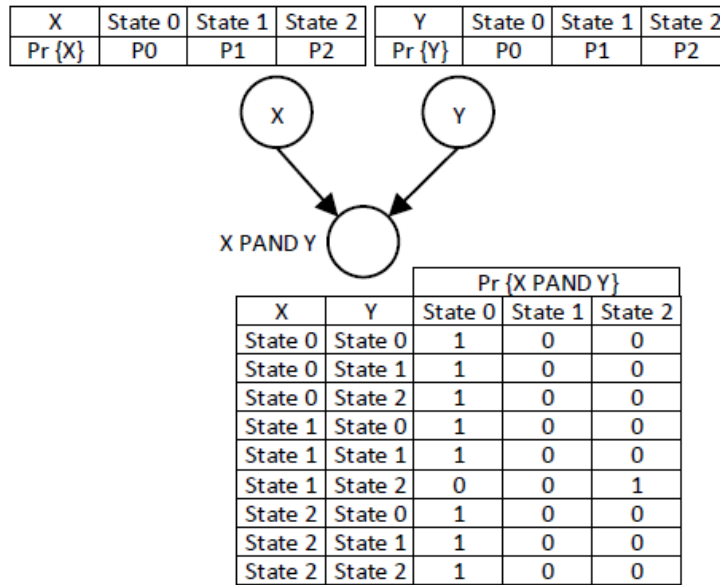 X State 0 State 1 State 2 Y State 0 State 1 State 2
Pr {X} P0 P1 P2 Pr {Y} P0 P1 P2
X Y
X PAND Y
Pr {X PAND Y}
X Y State 0 State 1 State 2
State 0 State 0 1 0 0
State 0 State 1 1 0 0
State 0 State 2 1 0 0
State 1 State 0 1 0 0
State 1 State 1 1 0 0
State 1 State 2 0 0 1
State 2 State 0 1 0 0
State 2 State 1 1 0 0
State 2 State 2 1 0 0